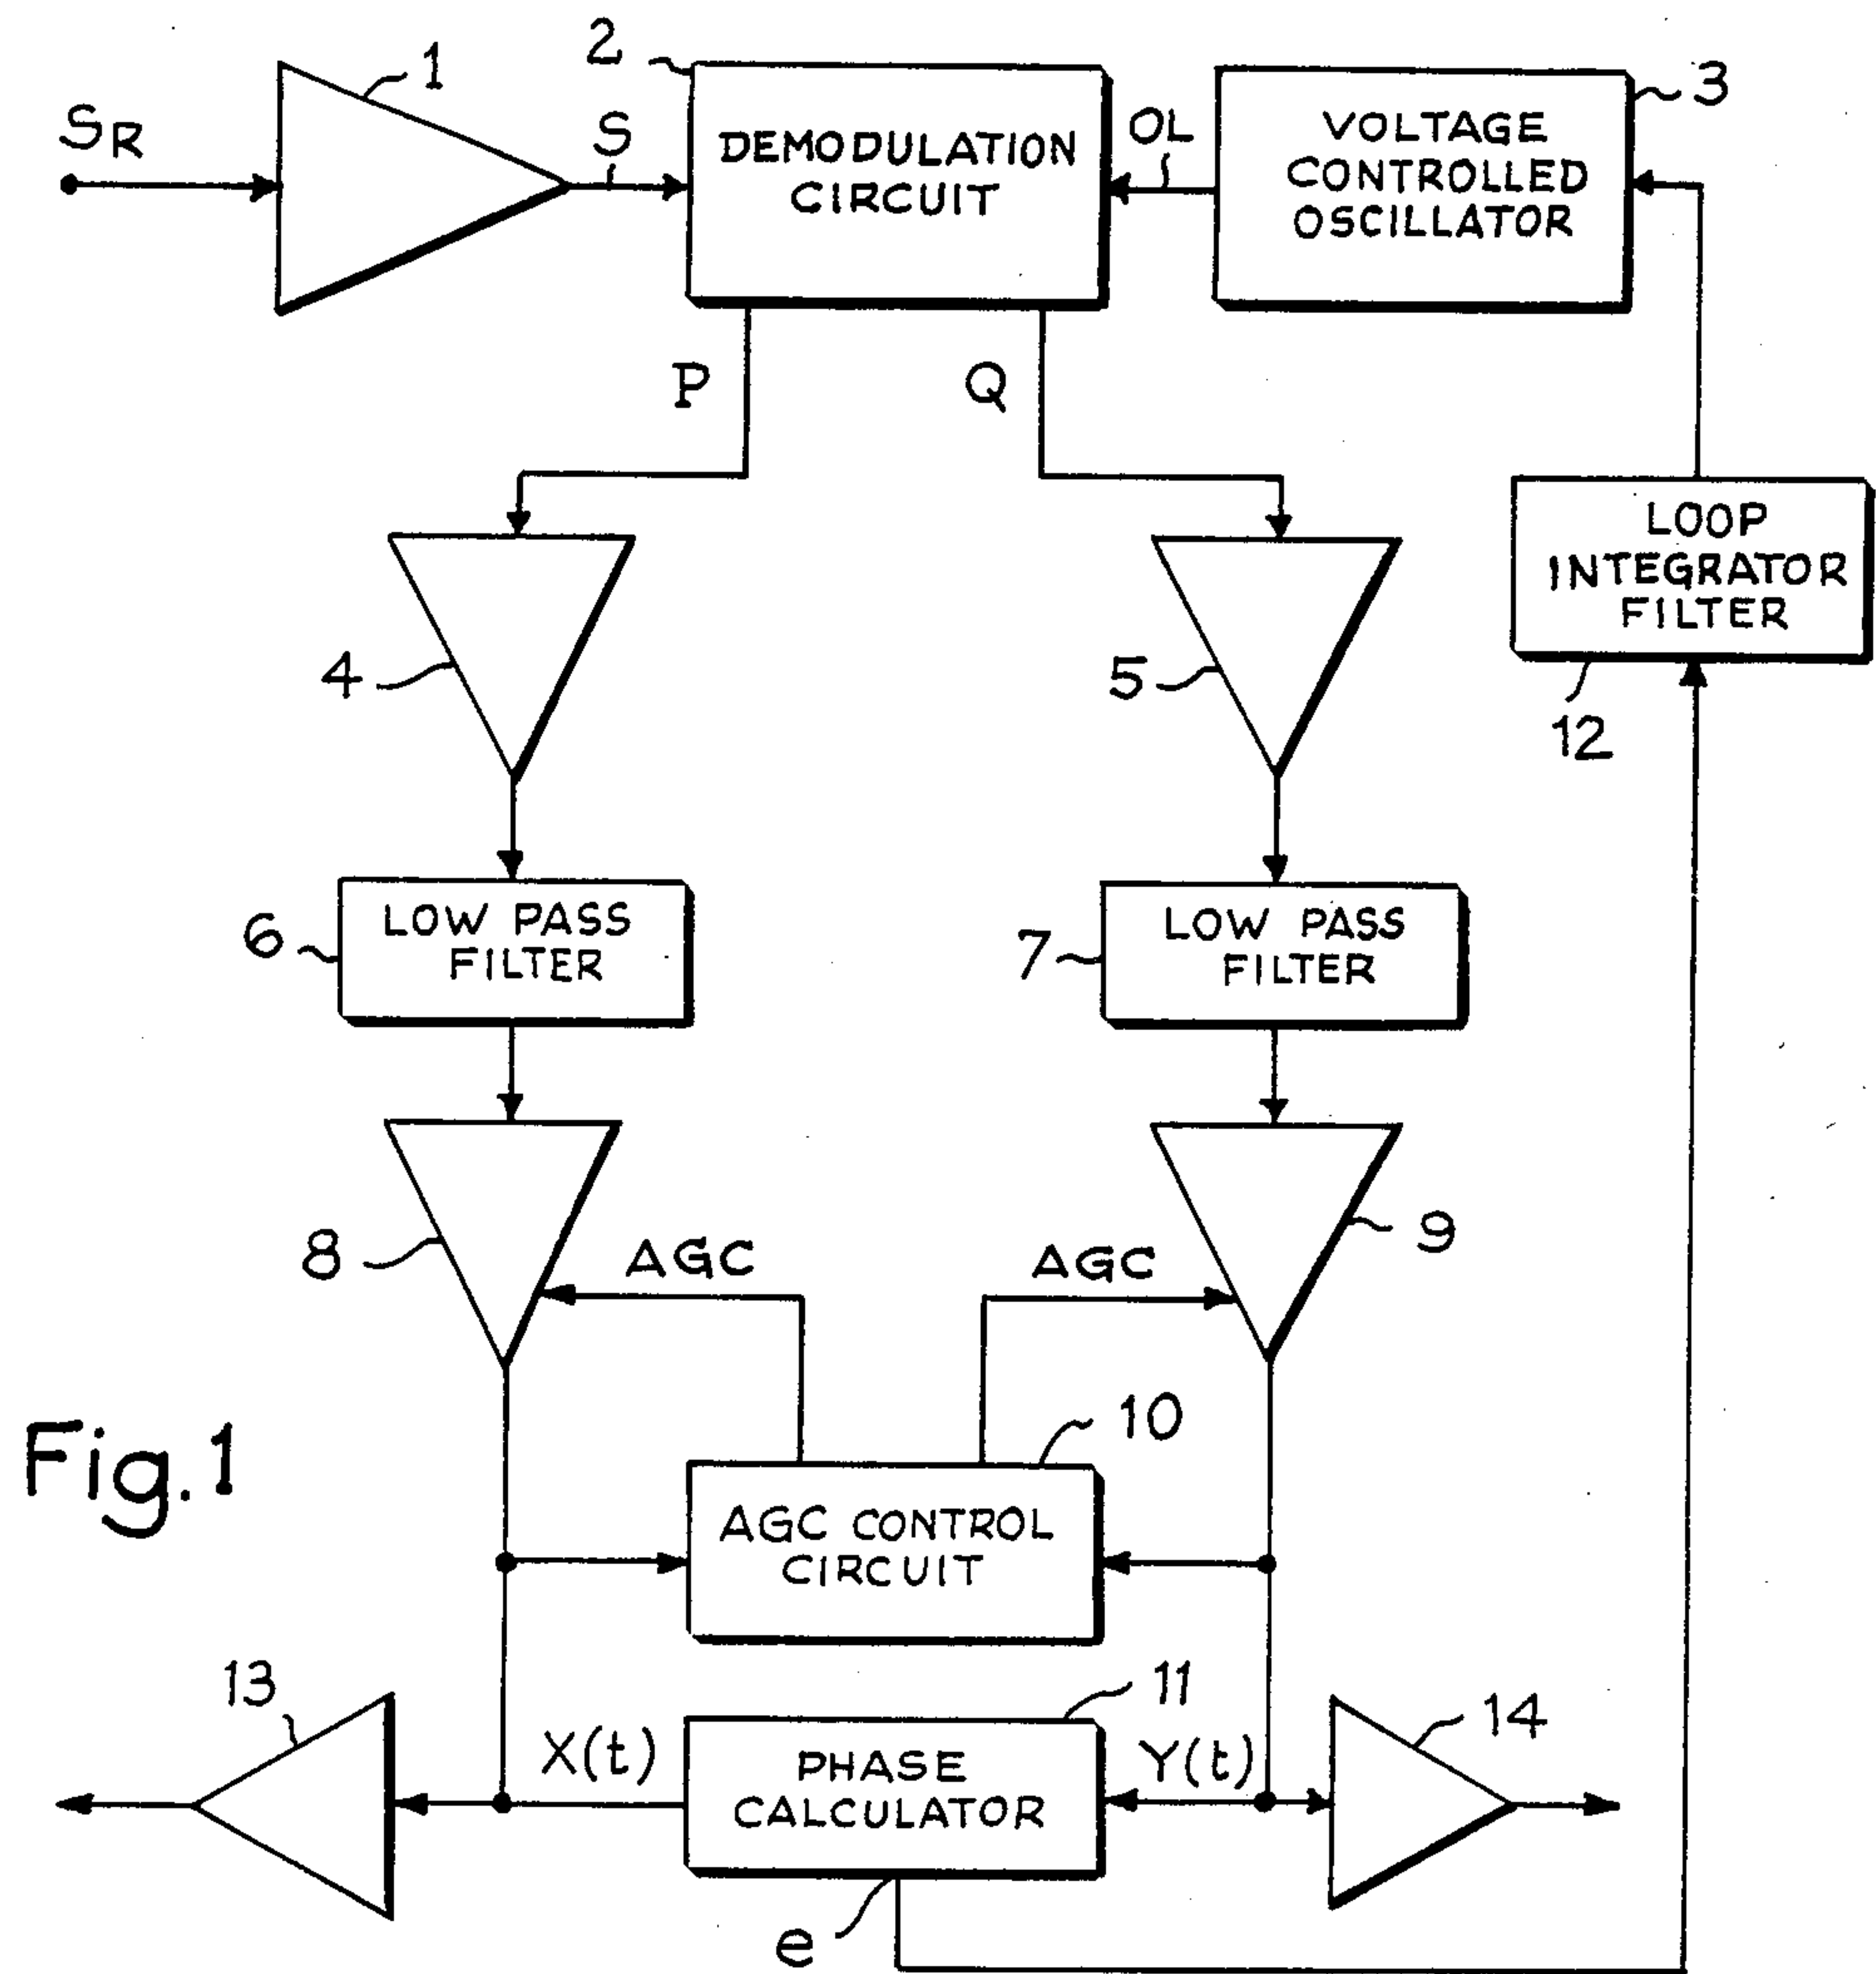 1
2
3
SR
S
DEMODULATION
CIRCUIT
OL
VOLTAGE
CONTROLLED
OSCILLATOR
P
Q
LOOP
INTEGRATOR
FILTER
12
4
5
6
LOW PASS
FILTER
7
LOW PASS
FILTER
8
AGC
AGC
9
10
Fig.1
AGC CONTROL
CIRCUIT
13
11
14
X(t)
PHASE
CALCULATOR
Y(t)
e